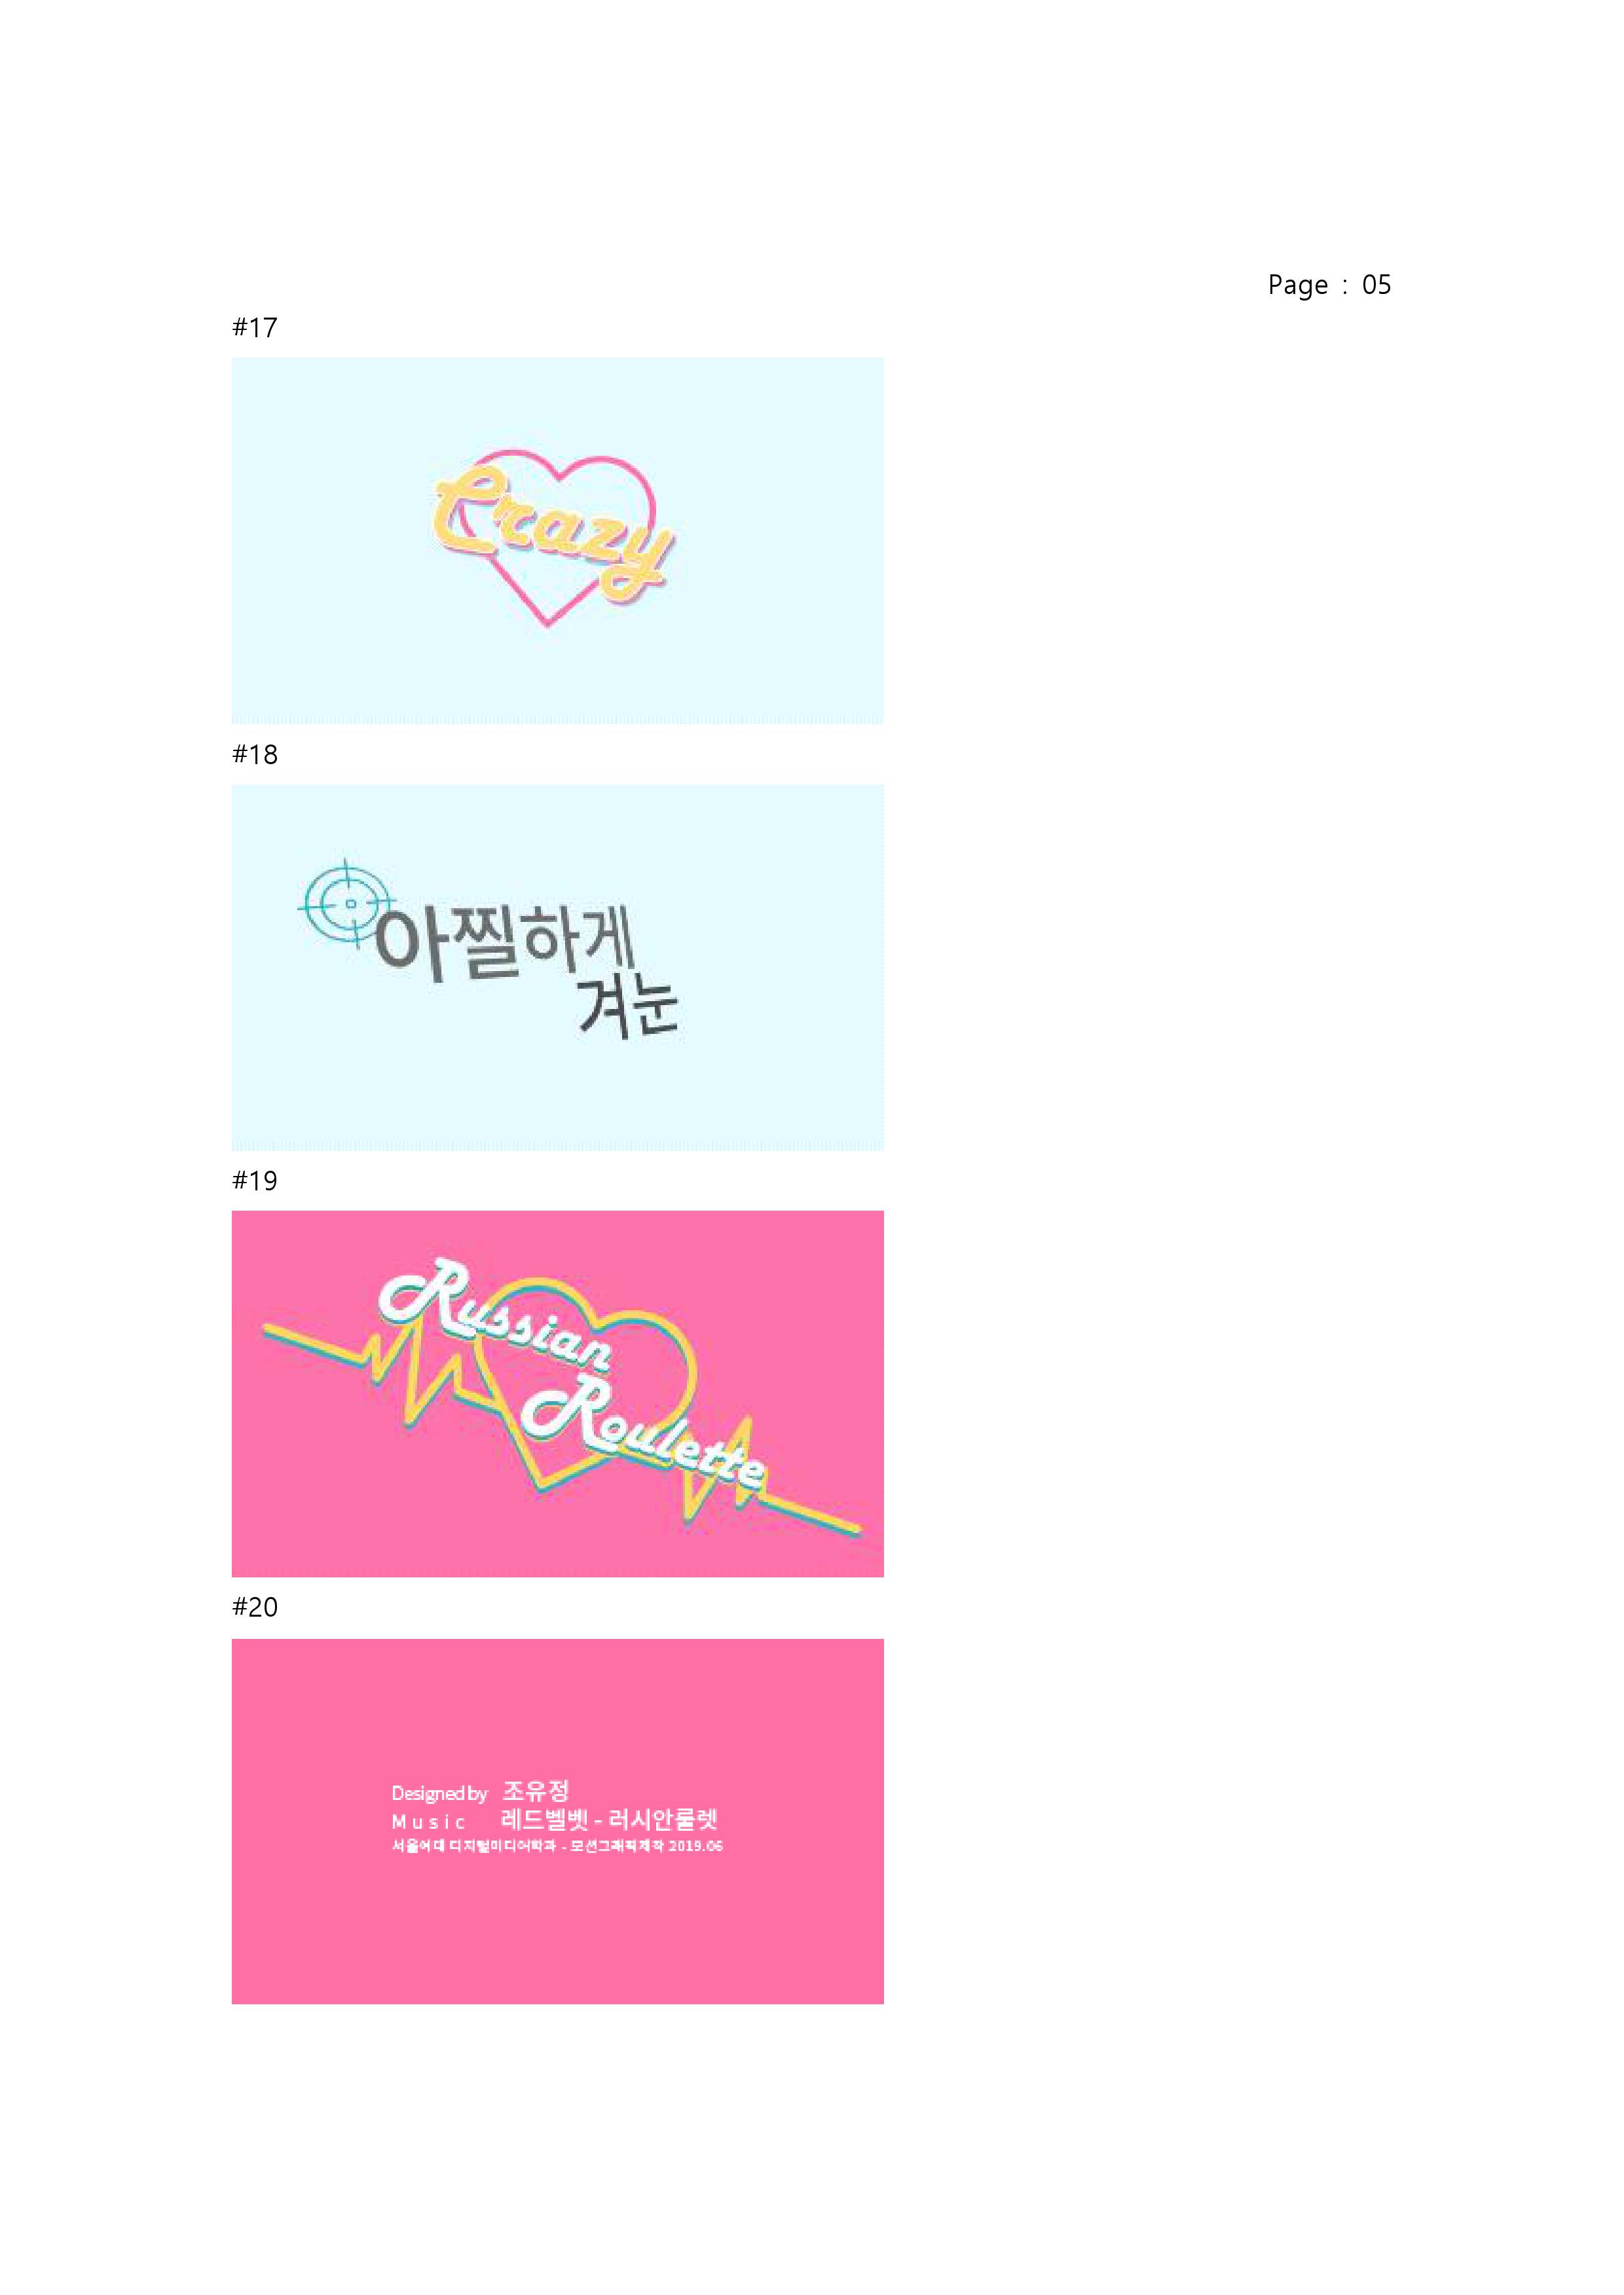 Page : 05
#17
Crazy
#18
아찔하게
겨눈
#19
Russian
Roulette
#20
Designed by 조유정
Music 레드벨벳 - 러시안룰렛
서울여대 디지털미디어학과 - 모션그래픽제작 2019.06